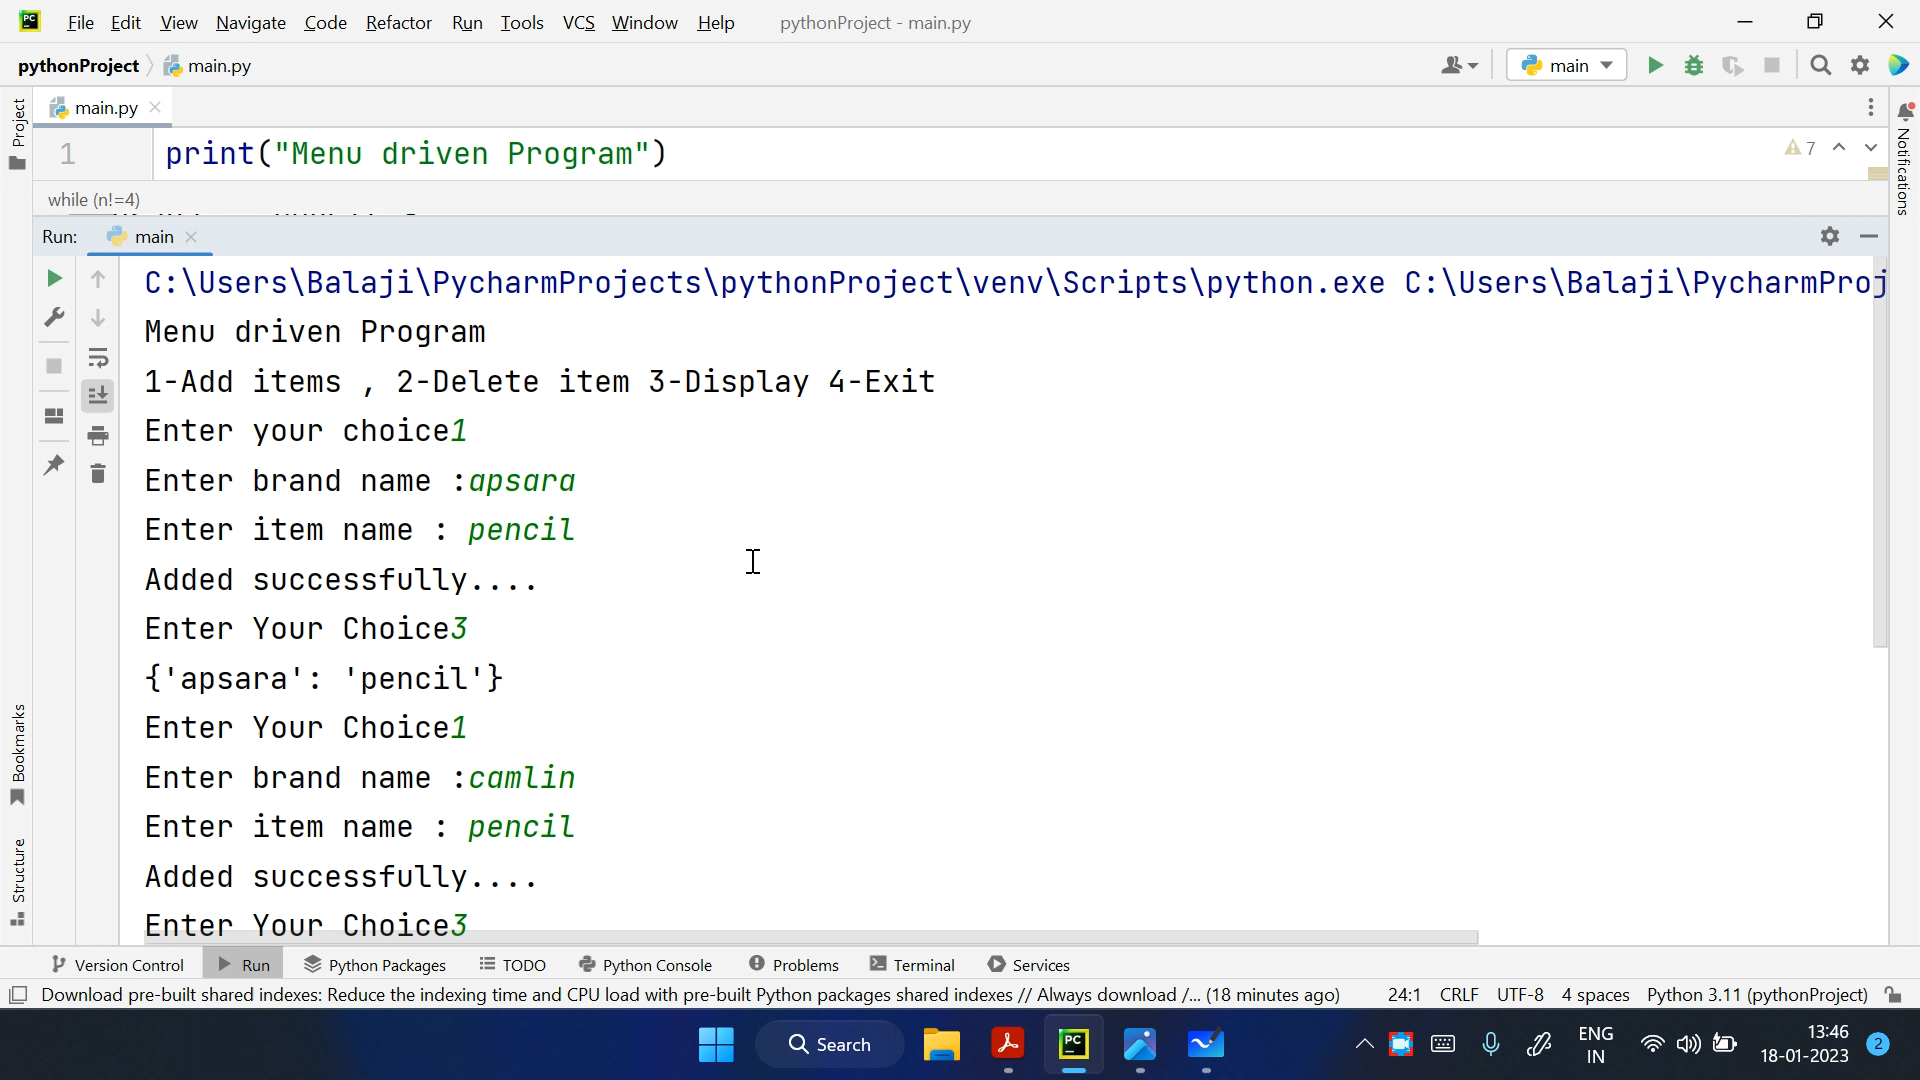 File Edit View Navigate Code Refactor Run Tools VCS Window Help pythonProject - main.py
pythonProject main.py main
Project
main.py
1 print("Menu driven Program") 7
Notifications
while (n!=4)
Run: main
C:\Users\Balaji\PycharmProjects\pythonProject\venv\Scripts\python.exe C:\Users\Balaji\PycharmProj
Menu driven Program
1-Add items , 2-Delete item 3-Display 4-Exit
Enter your choice1
Enter brand name :apsara
Enter item name : pencil
Added successfully....
Enter Your Choice3
{'apsara': 'pencil'}
Enter Your Choice1
Enter brand name :camlin
Enter item name : pencil
Added successfully....
Enter Your Choice3
Bookmarks
Structure
Version Control Run Python Packages TODO Python Console Problems Terminal Services
Download pre-built shared indexes: Reduce the indexing time and CPU load with pre-built Python packages shared indexes // Always download /... (18 minutes ago) 24:1 CRLF UTF-8 4 spaces Python 3.11 (pythonProject)
Search
PC
ENG
IN
13:46
18-01-2023
2